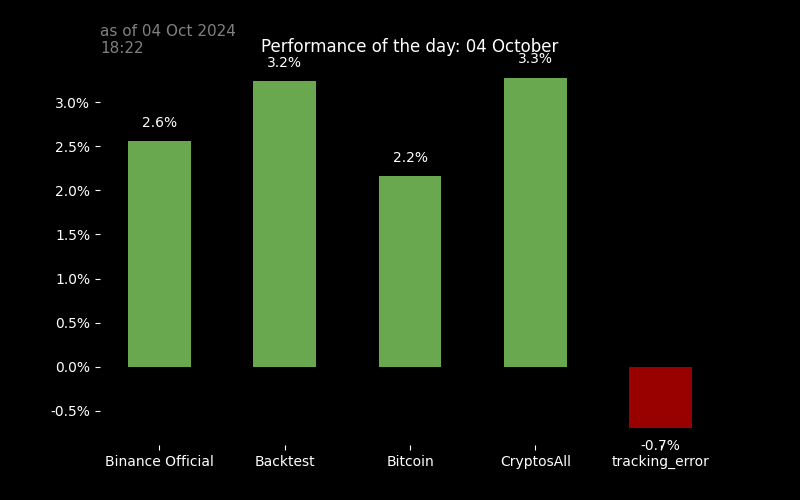 as of 04 Oct 2024
18:22
Performance of the day: 04 October
3.0%
2.5%
2.0%
1.5%
1.0%
0.5%
0.0%
-0.5%
2.6%
3.2%
2.2%
3.3%
-0.7%
Binance Official
Backtest
Bitcoin
CryptosAll
tracking_error